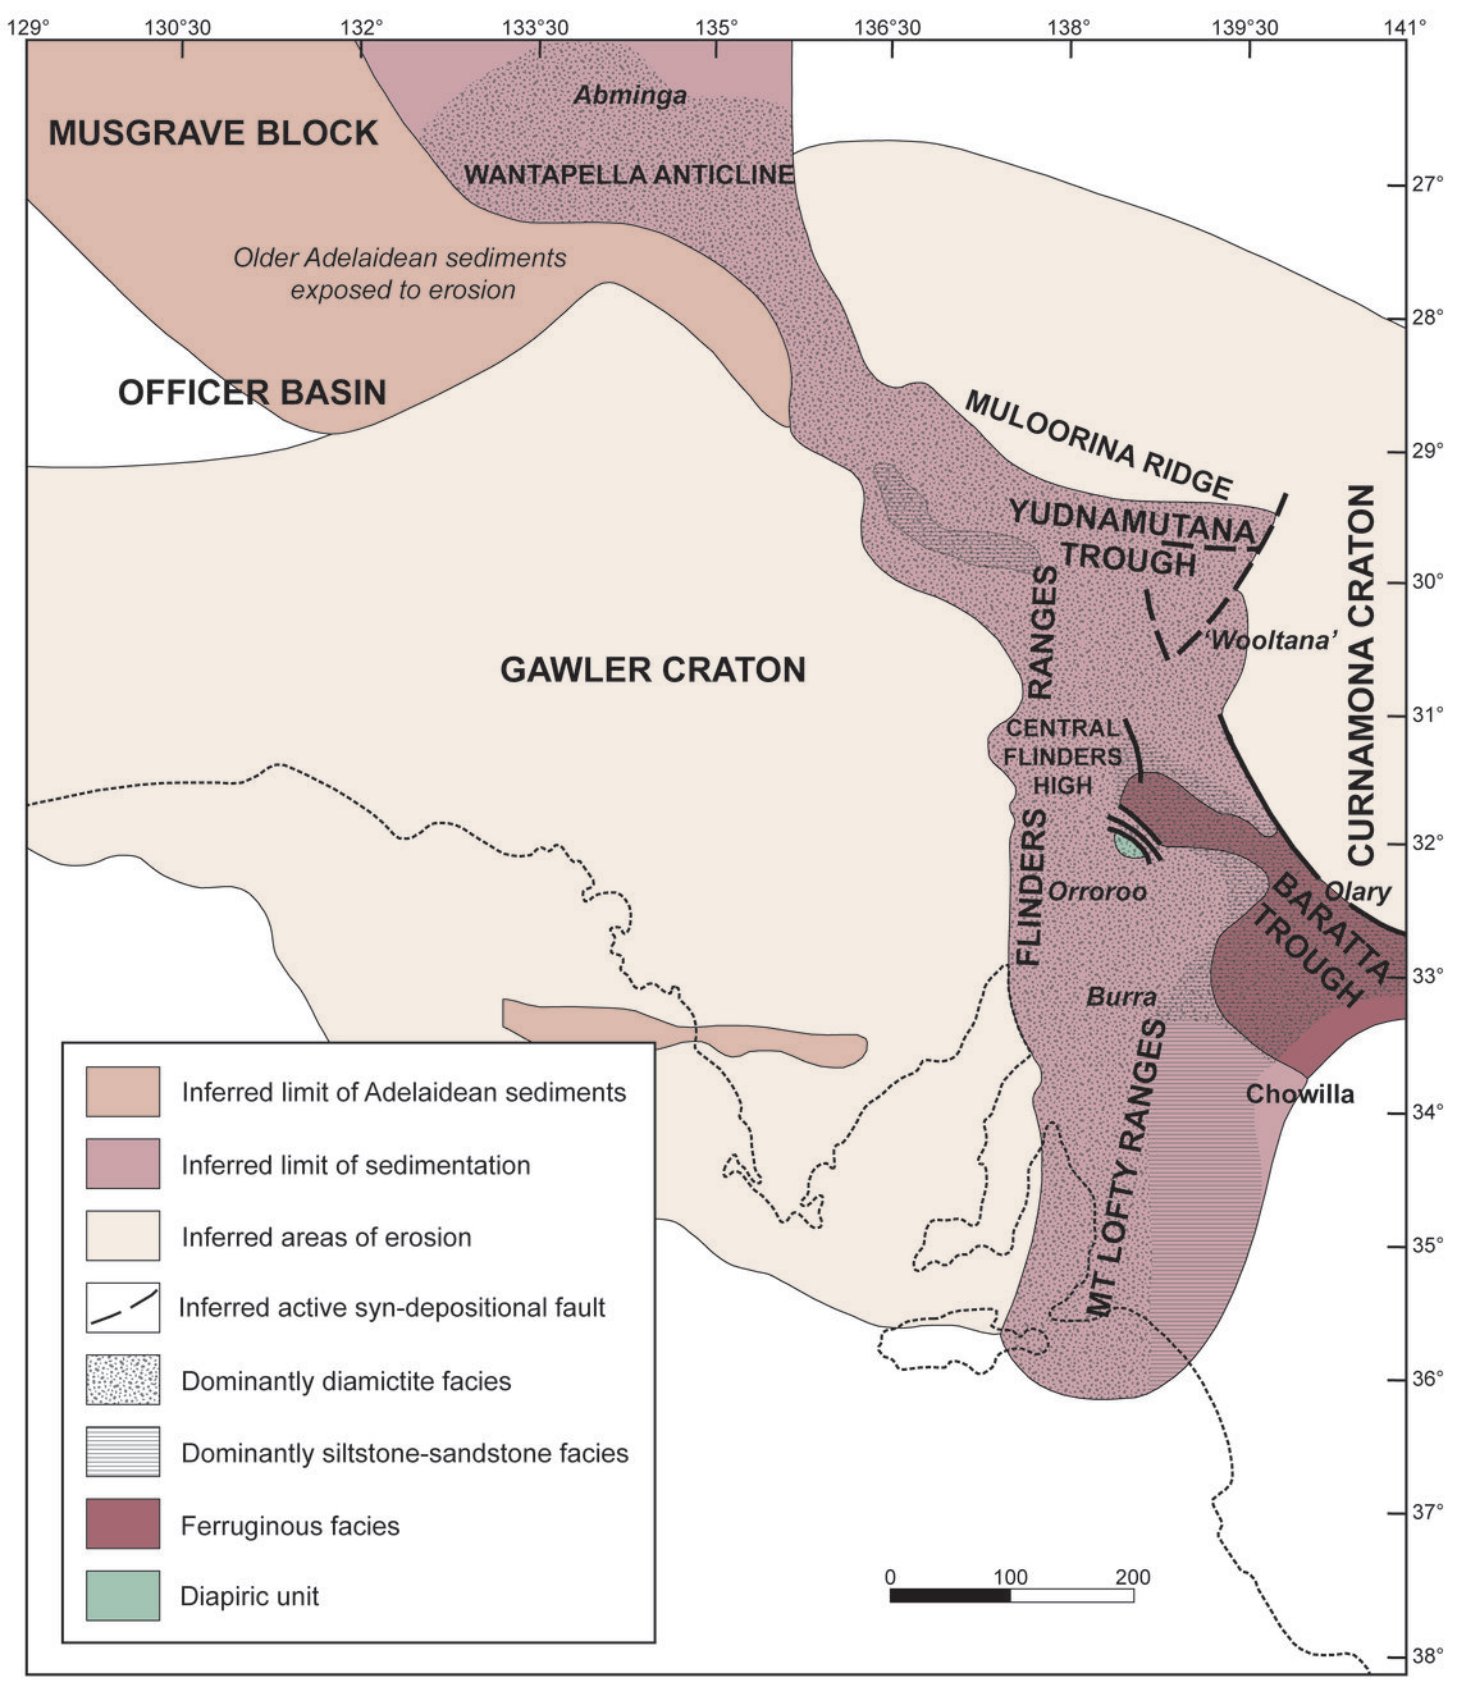 129°
130°30
132°
133°30
135°
136°30
138°
139°30
141°
Abminga
MUSGRAVE BLOCK
WANTAPELLA ANTICLINE
27°
Older Adelaidean sediments
exposed to erosion
28°
OFFICER BASIN
MULOORINA RIDGE
29°
YUDNAMUTANA
TROUGH
30°
'Wooltana'
CURNAMONA CRATON
GAWLER CRATON
FLINDERS RANGES
31°
CENTRAL
FLINDERS
HIGH
32°
Orroroo
Olary
BARATTA
TROUGH
33°
Burra
MT LOFTY RANGES
Chowilla
34°
35°
36°
37°
38°
Inferred limit of Adelaidean sediments
Inferred limit of sedimentation
Inferred areas of erosion
Inferred active syn-depositional fault
Dominantly diamictite facies
Dominantly siltstone-sandstone facies
Ferruginous facies
Diapiric unit
0 100 200